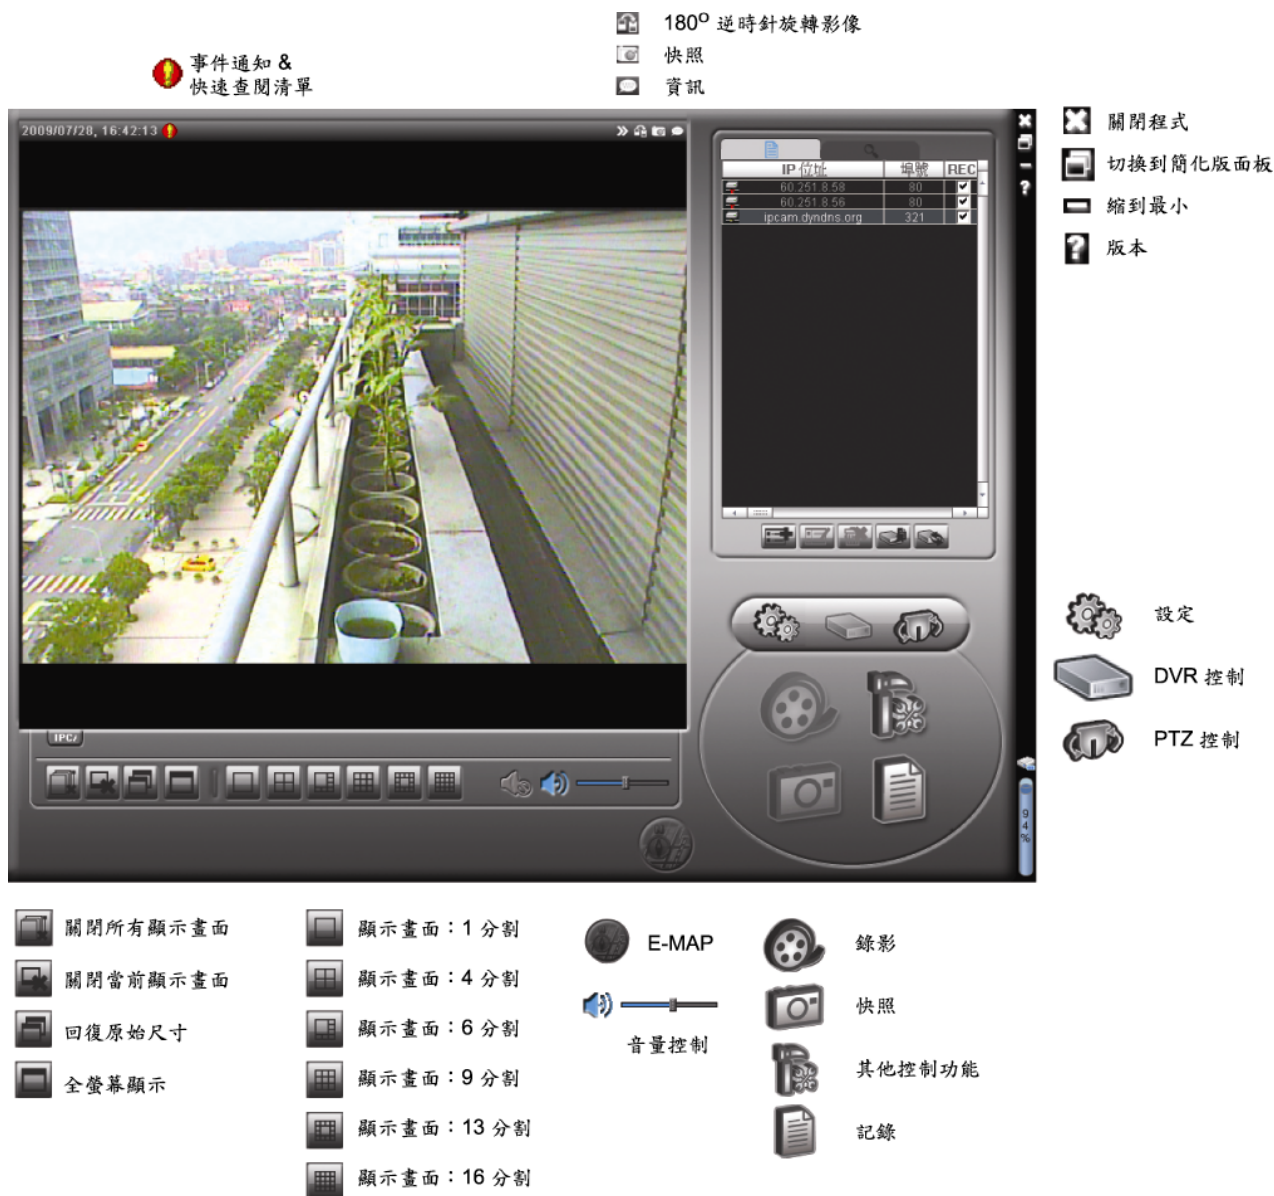 180° 逆時針旋轉影像
快照
資訊
事件通知 &
快速查閱清單
2009/07/28, 16:42:13
IP 位址 埠號 REC
60.251.8.58 80
60.251.8.56 80
ipcam.dyndns.org 321
關閉程式
切換到簡化版面板
縮到最小
版本
設定
DVR 控制
PTZ 控制
IPC/
94%
關閉所有顯示畫面
關閉當前顯示畫面
回復原始尺寸
全螢幕顯示
顯示畫面：1 分割
顯示畫面：4 分割
顯示畫面：6 分割
顯示畫面：9 分割
顯示畫面：13 分割
顯示畫面：16 分割
E-MAP
音量控制
錄影
快照
其他控制功能
記錄